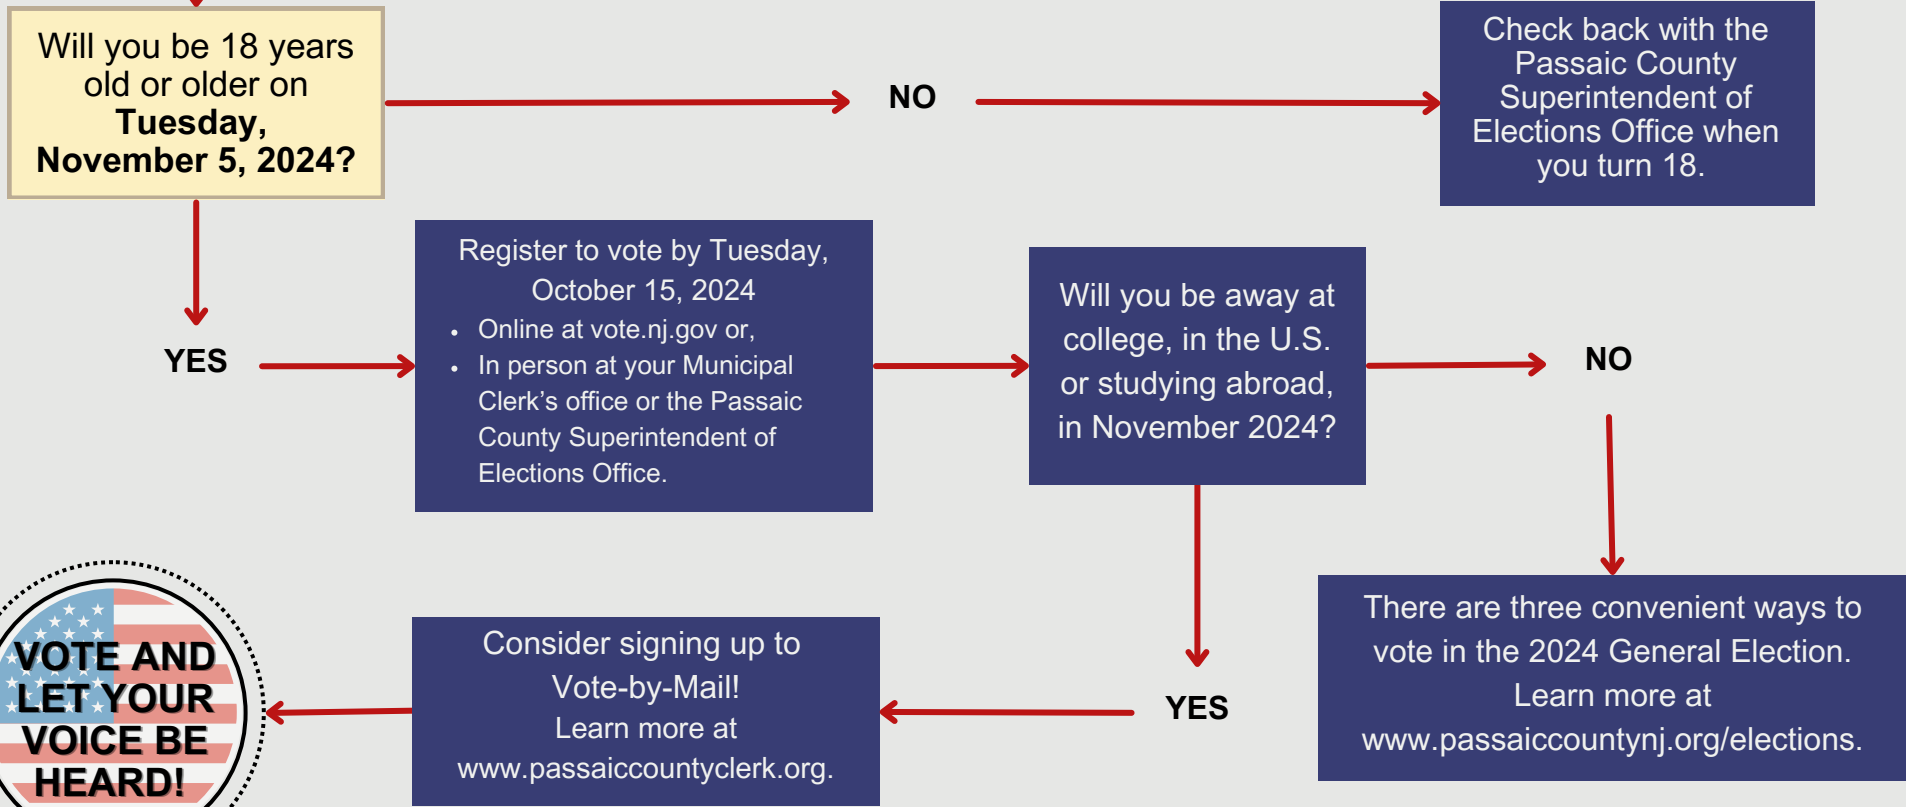 Will you be 18 years
old or older on
Tuesday,
November 5, 2024?
NO
Check back with the
Passaic County
Superintendent of
Elections Office when
you turn 18.
YES
Register to vote by Tuesday,
October 15, 2024
• Online at vote.nj.gov or,
• In person at your Municipal
Clerk’s office or the Passaic
County Superintendent of
Elections Office.
Will you be away at
college, in the U.S.
or studying abroad,
in November 2024?
NO
There are three convenient ways to
vote in the 2024 General Election.
Learn more at
www.passaiccountynj.org/elections.
YES
Consider signing up to
Vote-by-Mail!
Learn more at
www.passaiccountyclerk.org.
VOTE AND
LET YOUR
VOICE BE
HEARD!